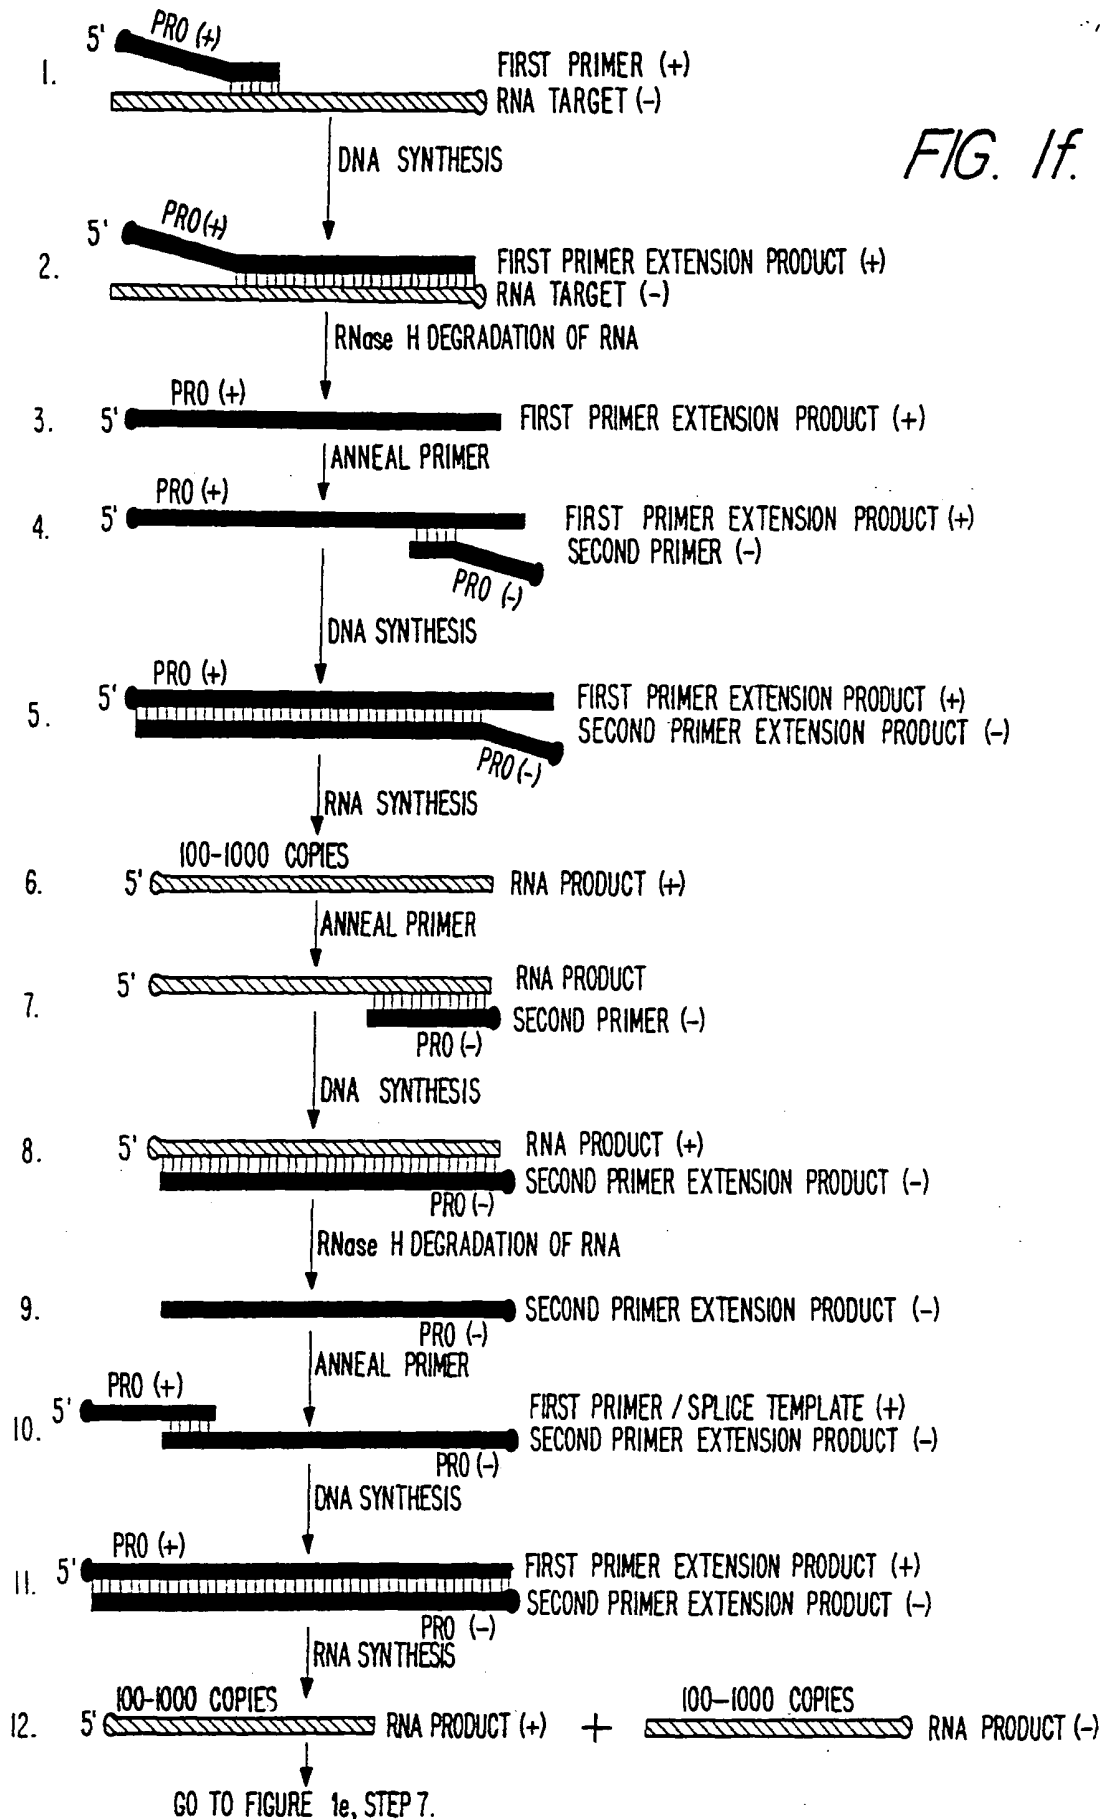 FIG. 1f.
1. 5' PRO (+)
FIRST PRIMER (+)
RNA TARGET (-)
DNA SYNTHESIS
2. 5' PRO (+)
FIRST PRIMER EXTENSION PRODUCT (+)
RNA TARGET (-)
RNase H DEGRADATION OF RNA
PRO (+)
3. 5' FIRST PRIMER EXTENSION PRODUCT (+)
ANNEAL PRIMER
PRO (+)
4. 5' FIRST PRIMER EXTENSION PRODUCT (+)
SECOND PRIMER (-)
PRO (-)
DNA SYNTHESIS
PRO (+)
5. 5' FIRST PRIMER EXTENSION PRODUCT (+)
SECOND PRIMER EXTENSION PRODUCT (-)
PRO (-)
RNA SYNTHESIS
100-1000 COPIES
6. 5' RNA PRODUCT (+)
ANNEAL PRIMER
7. 5' RNA PRODUCT
SECOND PRIMER (-)
PRO (-)
DNA SYNTHESIS
8. 5' RNA PRODUCT (+)
SECOND PRIMER EXTENSION PRODUCT (-)
PRO (-)
RNase H DEGRADATION OF RNA
9. SECOND PRIMER EXTENSION PRODUCT (-)
PRO (-)
ANNEAL PRIMER
PRO (+)
10. 5' FIRST PRIMER / SPLICE TEMPLATE (+)
SECOND PRIMER EXTENSION PRODUCT (-)
PRO (-)
DNA SYNTHESIS
PRO (+)
11. 5' FIRST PRIMER EXTENSION PRODUCT (+)
SECOND PRIMER EXTENSION PRODUCT (-)
PRO (-)
RNA SYNTHESIS
100-1000 COPIES 100-1000 COPIES
12. 5' RNA PRODUCT (+) + RNA PRODUCT (-)
GO TO FIGURE 1e, STEP 7.